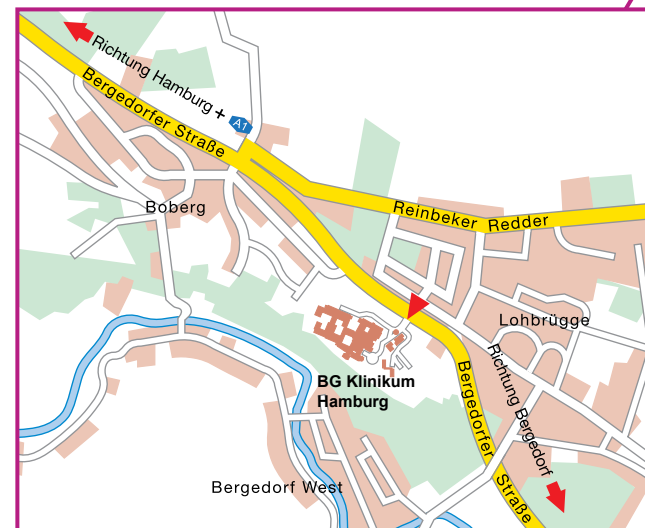 Richtung Hamburg +
A1
Bergedorfer Straße
Boberg
Reinbeker Redder
Lohbrügge
BG Klinikum
Hamburg
Richtung Bergedorf
Bergedorfer Straße
Bergedorf West